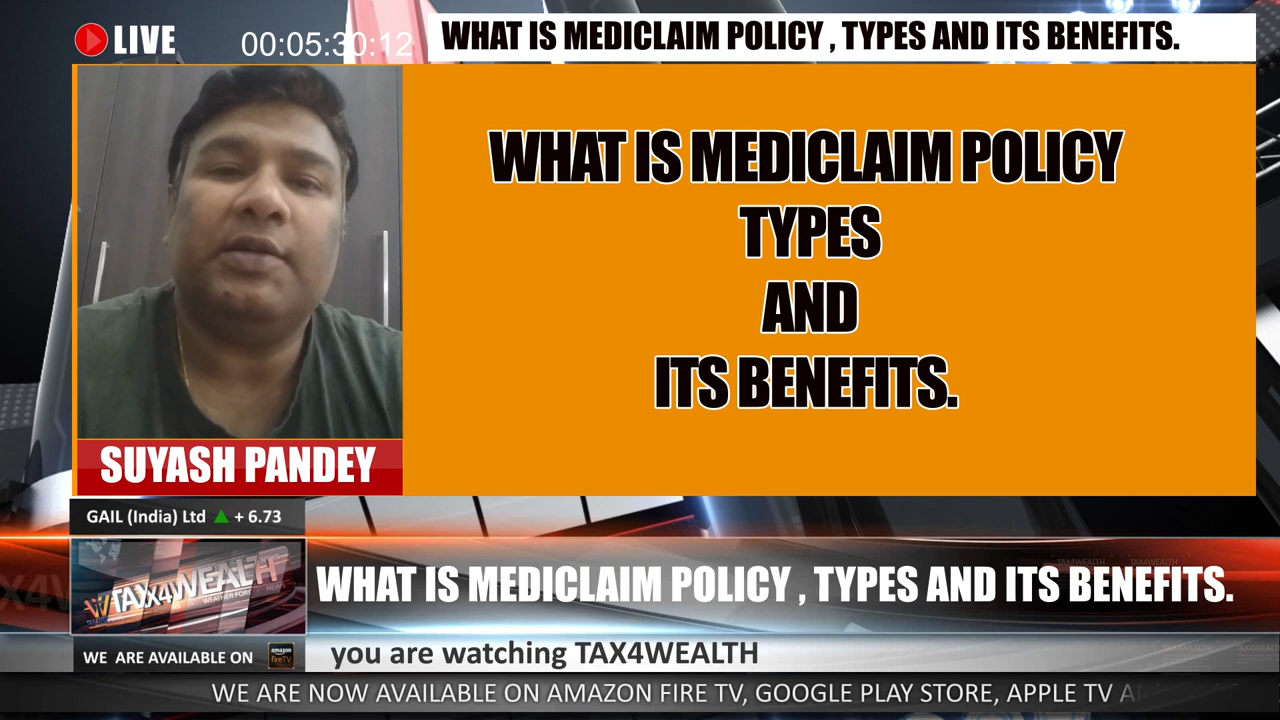 LIVE
00:05:30:12
WHAT IS MEDICLAIM POLICY , TYPES AND ITS BENEFITS.
WHAT IS MEDICLAIM POLICY
TYPES
AND
ITS BENEFITS.
SUYASH PANDEY
GAIL (India) Ltd ▲ + 6.73
TAX4WEALTH
WHAT IS MEDICLAIM POLICY , TYPES AND ITS BENEFITS.
WE ARE AVAILABLE ON
amazon
fireTV
you are watching TAX4WEALTH
WE ARE NOW AVAILABLE ON AMAZON FIRE TV, GOOGLE PLAY STORE, APPLE TV A